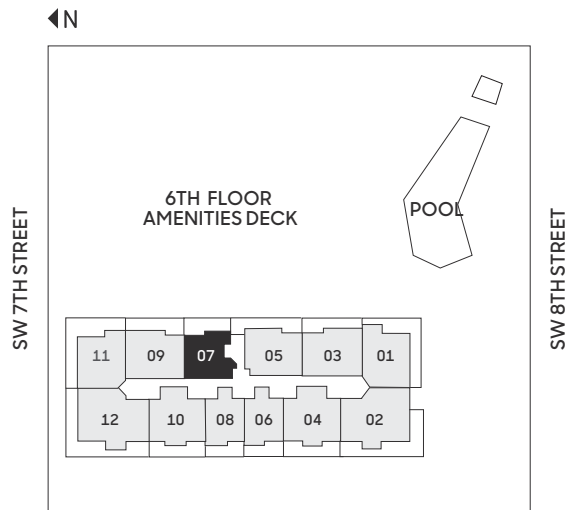 N
6TH FLOOR
AMENITIES DECK
POOL
SW 7TH STREET
SW 8TH STREET
11
09
07
05
03
01
12
10
08
06
04
02